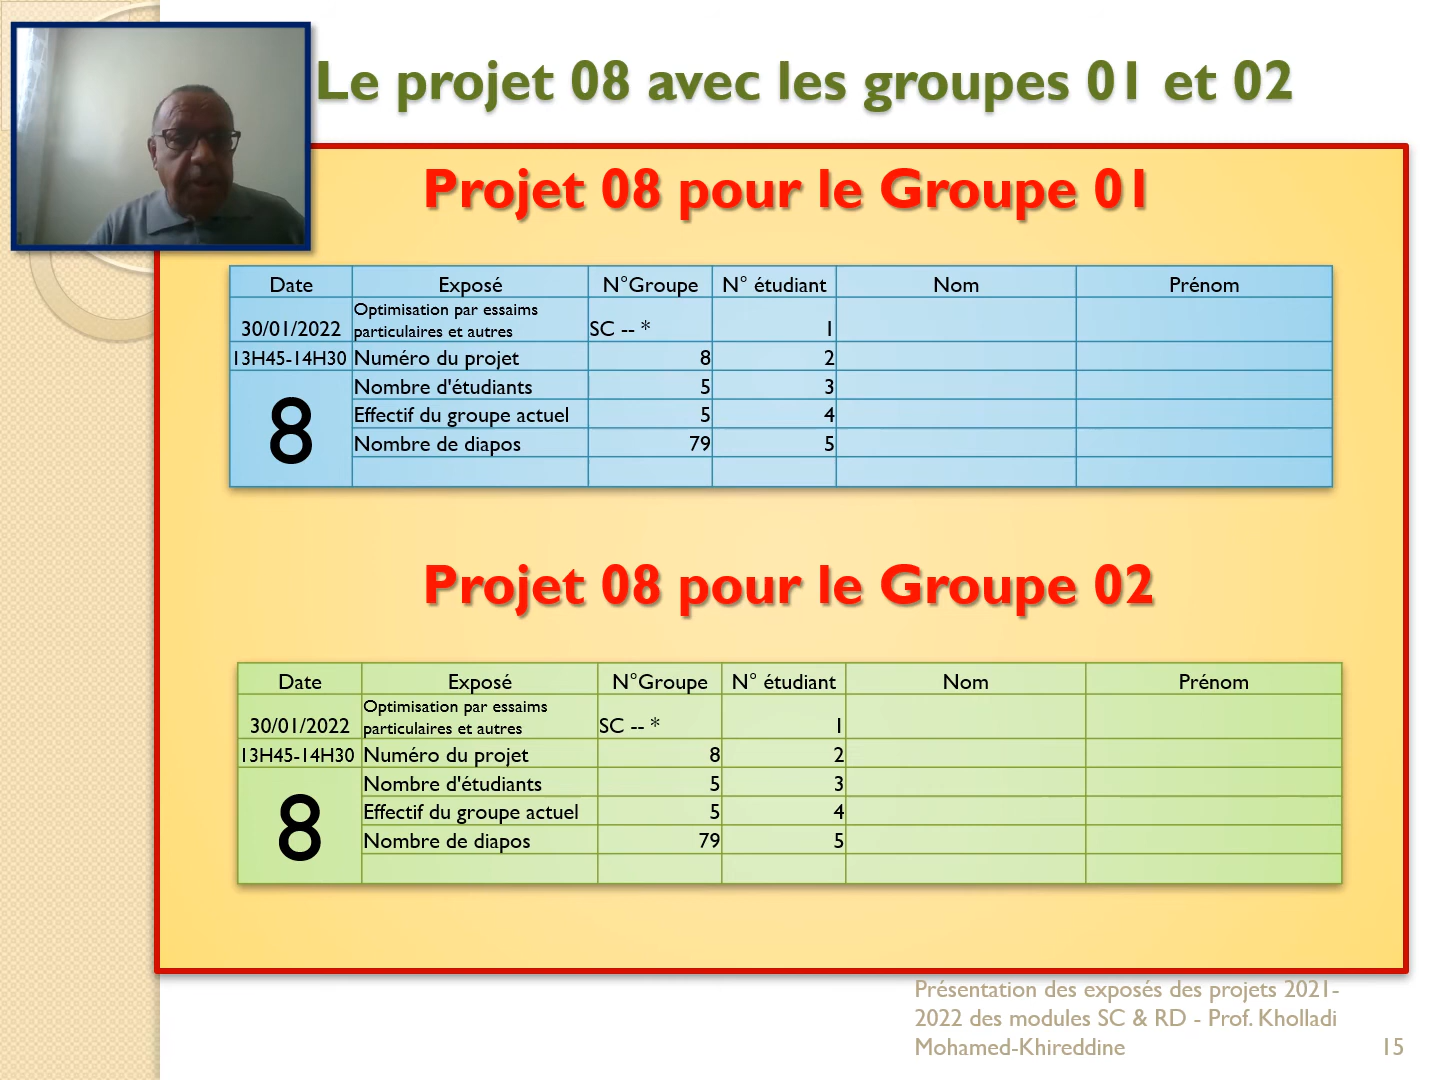 Le projet 08 avec les groupes 01 et 02
Projet 08 pour le Groupe 01
Date Exposé N°Groupe N° étudiant Nom Prénom
30/01/2022 Optimisation par essaims particulaires et autres SC -- * 1
13H45-14H30 Numéro du projet 8 2
8 Nombre d'étudiants 5 3
Effectif du groupe actuel 5 4
Nombre de diapos 79 5
Projet 08 pour le Groupe 02
Date Exposé N°Groupe N° étudiant Nom Prénom
30/01/2022 Optimisation par essaims particulaires et autres SC -- * 1
13H45-14H30 Numéro du projet 8 2
8 Nombre d'étudiants 5 3
Effectif du groupe actuel 5 4
Nombre de diapos 79 5
Présentation des exposés des projets 2021-
2022 des modules SC & RD - Prof. Kholladi
Mohamed-Khireddine 15